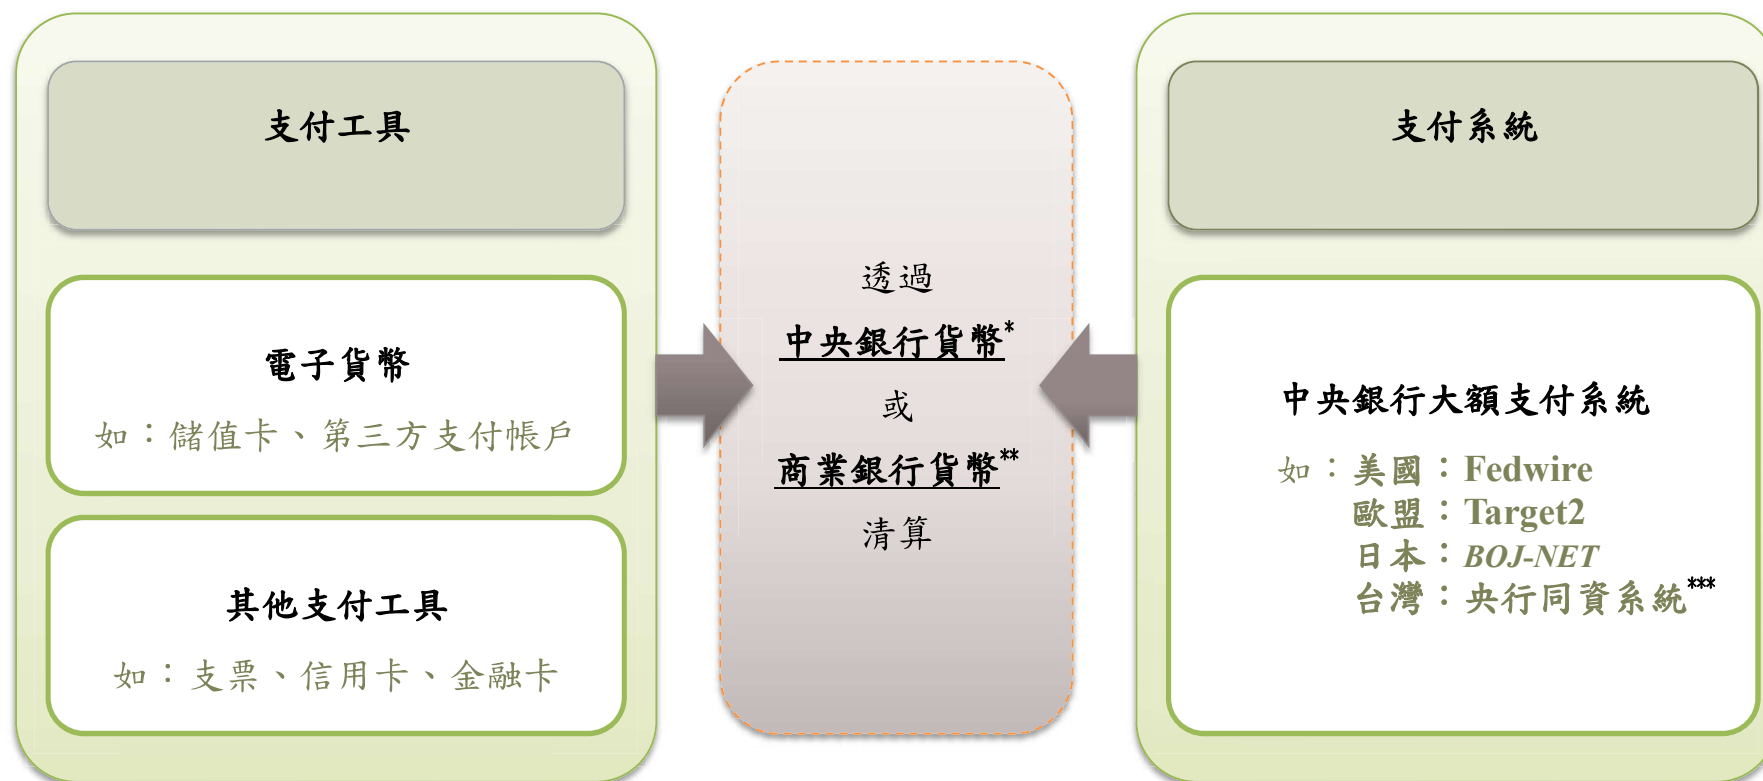 支付工具
電子貨幣
如：儲值卡、第三方支付帳戶
其他支付工具
如：支票、信用卡、金融卡
透過
中央銀行貨幣*
或
商業銀行貨幣**
清算
支付系統
中央銀行大額支付系統
如：美國：Fedwire
歐盟：Target2
日本：BOJ-NET
台灣：央行同資系統***